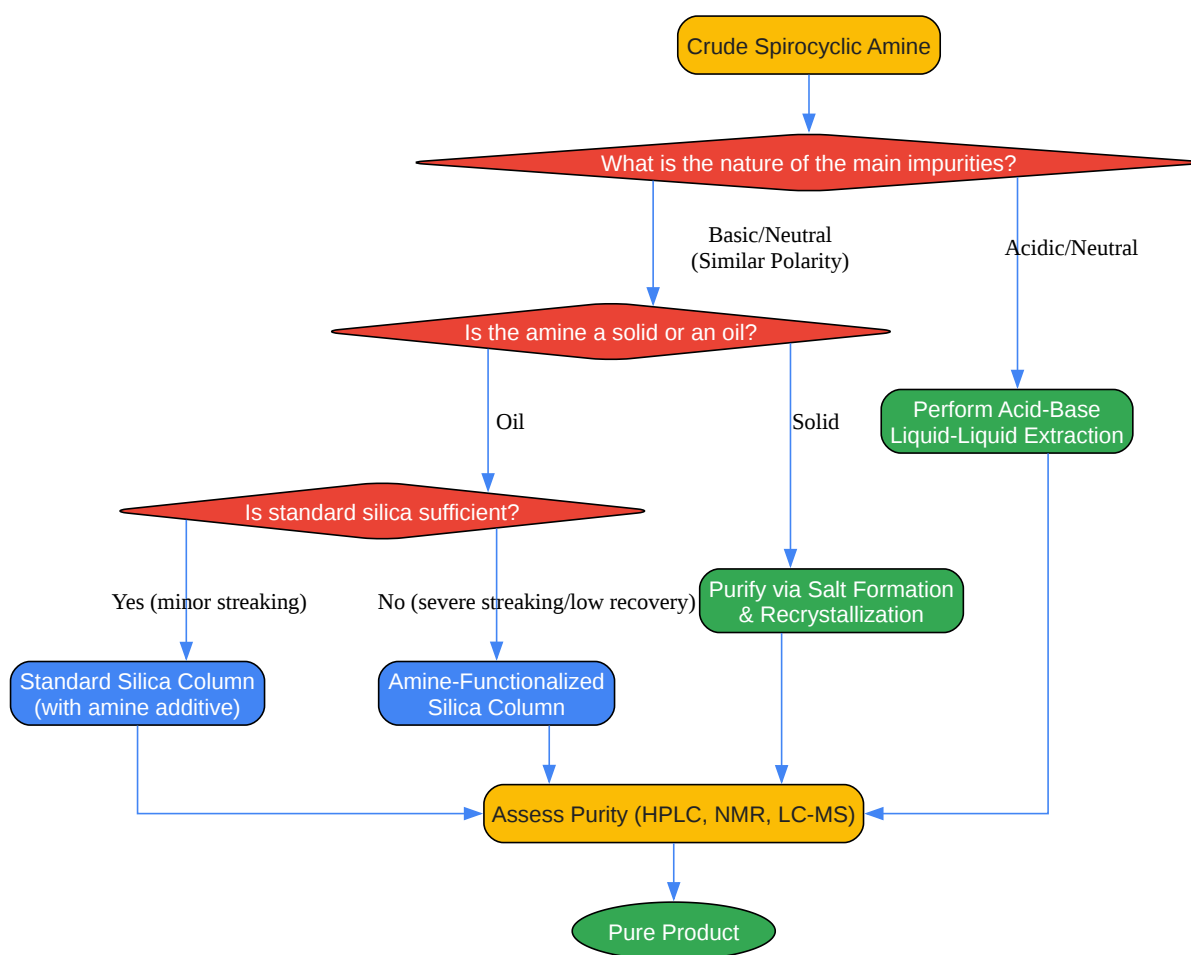 Crude Spirocyclic Amine
What is the nature of the main impurities?
Basic/Neutral
(Similar Polarity)
Acidic/Neutral
Is the amine a solid or an oil?
Perform Acid-Base
Liquid-Liquid Extraction
Oil
Solid
Is standard silica sufficient?
Yes (minor streaking)
No (severe streaking/low recovery)
Purify via Salt Formation
& Recrystallization
Standard Silica Column
(with amine additive)
Amine-Functionalized
Silica Column
Assess Purity (HPLC, NMR, LC-MS)
Pure Product